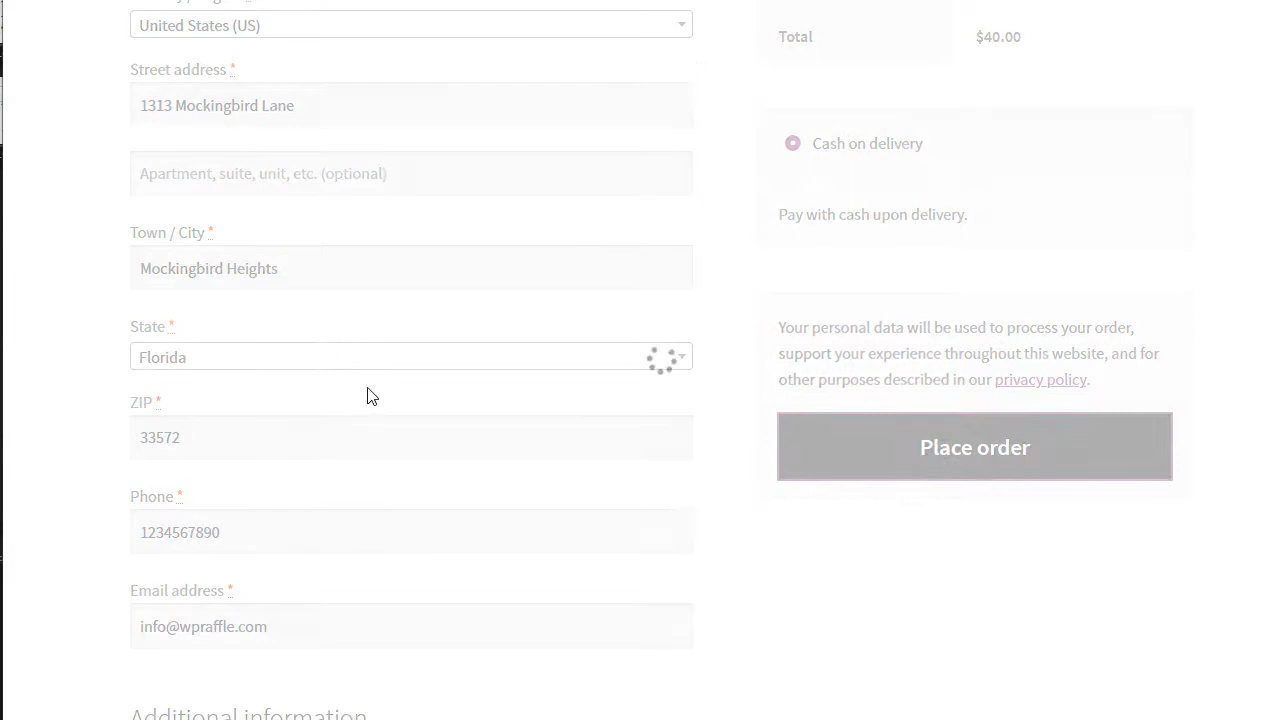 United States (US)
Street address *
1313 Mockingbird Lane
Apartment, suite, unit, etc. (optional)
Town / City *
Mockingbird Heights
State *
Florida
ZIP *
33572
Phone *
1234567890
Email address *
info@wpraffle.com
Additional information
Total $40.00
Cash on delivery
Pay with cash upon delivery.
Your personal data will be used to process your order,
support your experience throughout this website, and for
other purposes described in our privacy policy.
Place order